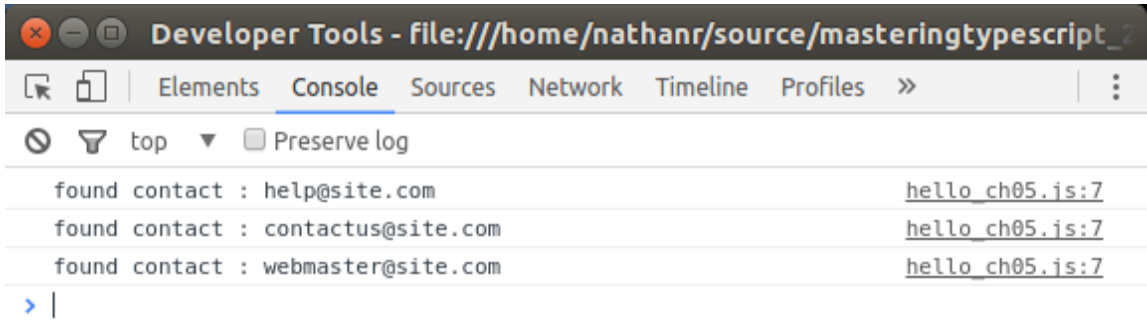 Developer Tools - file:///home/nathanr/source/masteringtypescript_2
Elements Console Sources Network Timeline Profiles »
top ▼ Preserve log
found contact : help@site.com hello_ch05.js:7
found contact : contactus@site.com hello_ch05.js:7
found contact : webmaster@site.com hello_ch05.js:7
>